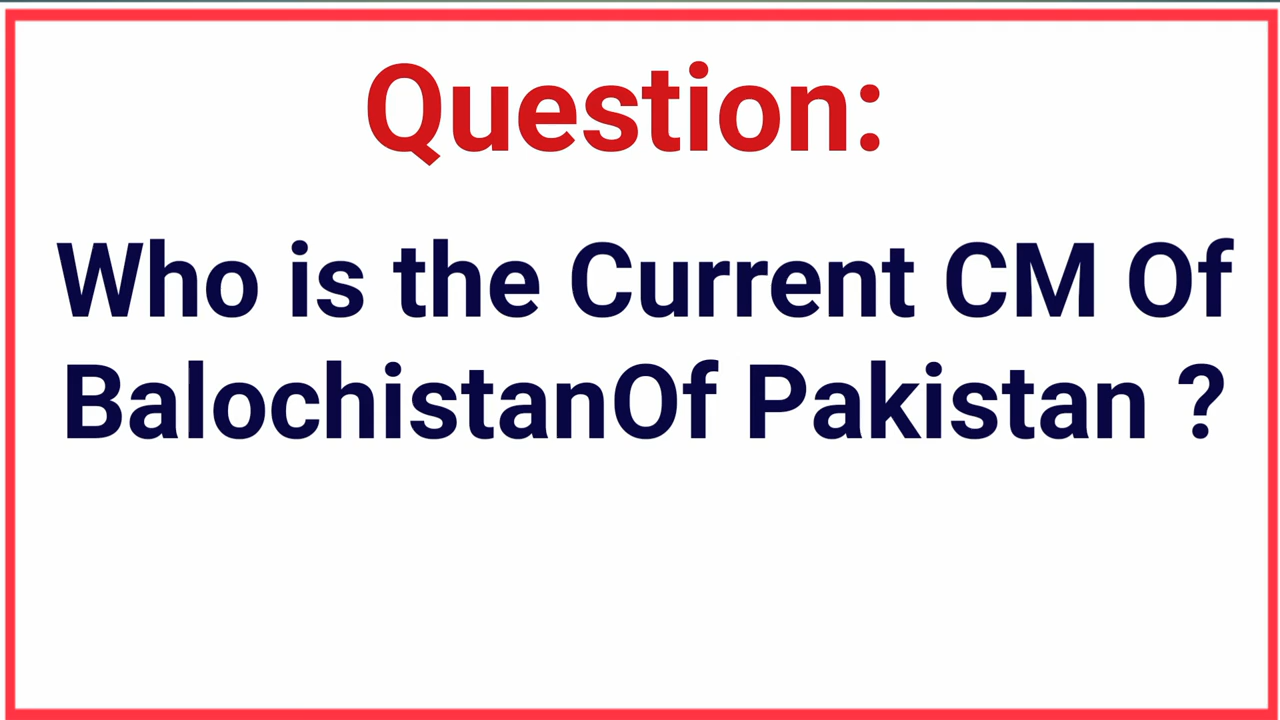 Question:
Who is the Current CM Of
BalochistanOf Pakistan ?